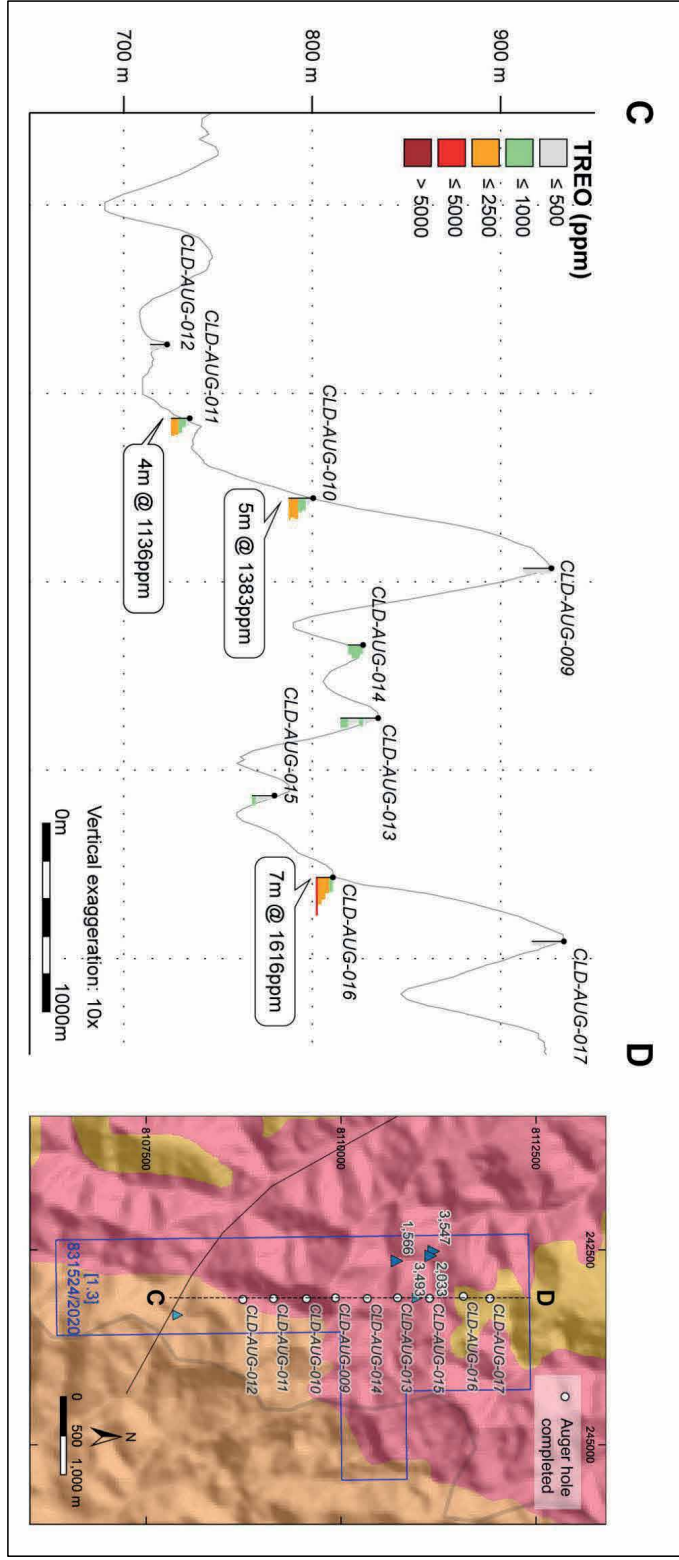 C
D
900 m
800 m
700 m
TREO (ppm)
≤ 500
≤ 1000
≤ 2500
≤ 5000
> 5000
CLD-AUG-012
CLD-AUG-011
4m @ 1136ppm
CLD-AUG-010
5m @ 1383ppm
CLD-AUG-009
CLD-AUG-014
CLD-AUG-013
CLD-AUG-015
CLD-AUG-016
7m @ 1616ppm
CLD-AUG-017
Vertical exaggeration: 10x
0m
1000m
242500
245000
8112500
8110000
8107500
D
Auger hole
completed
CLD-AUG-017
CLD-AUG-016
CLD-AUG-015
CLD-AUG-013
CLD-AUG-014
CLD-AUG-009
CLD-AUG-010
CLD-AUG-011
CLD-AUG-012
3,547
2,033
3,493
1,566
C
[1,3]
831524/2020
N
0
500
1,000 m